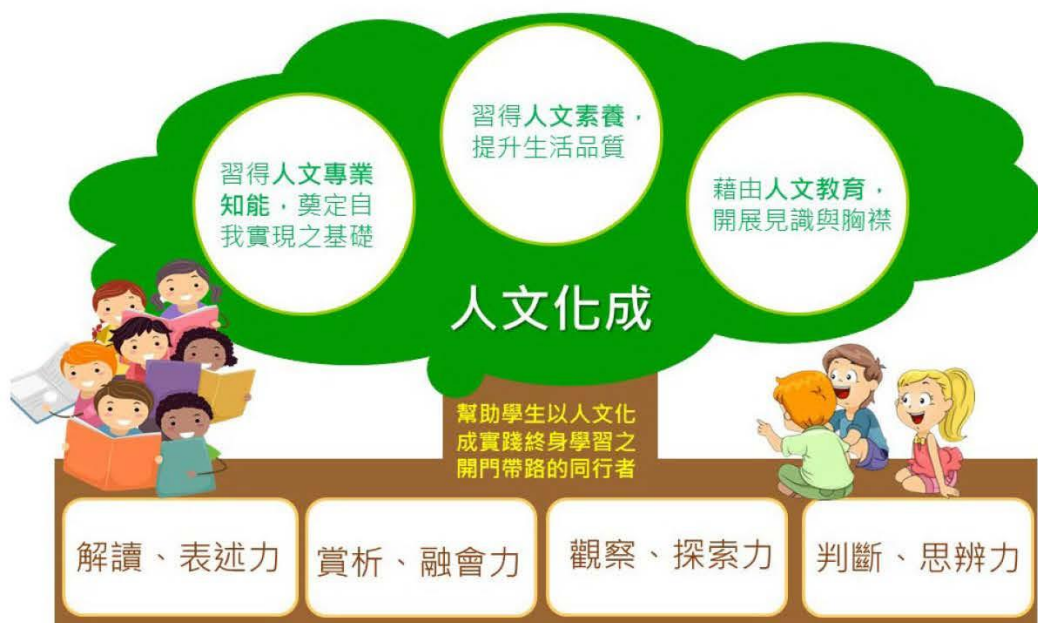 習得人文專業
知能，奠定自
我實現之基礎
習得人文素養，
提升生活品質
藉由人文教育，
開展見識與胸襟
人文化成
幫助學生以人文化
成實踐終身學習之
開門帶路的同行者
解讀、表述力
賞析、融會力
觀察、探索力
判斷、思辨力